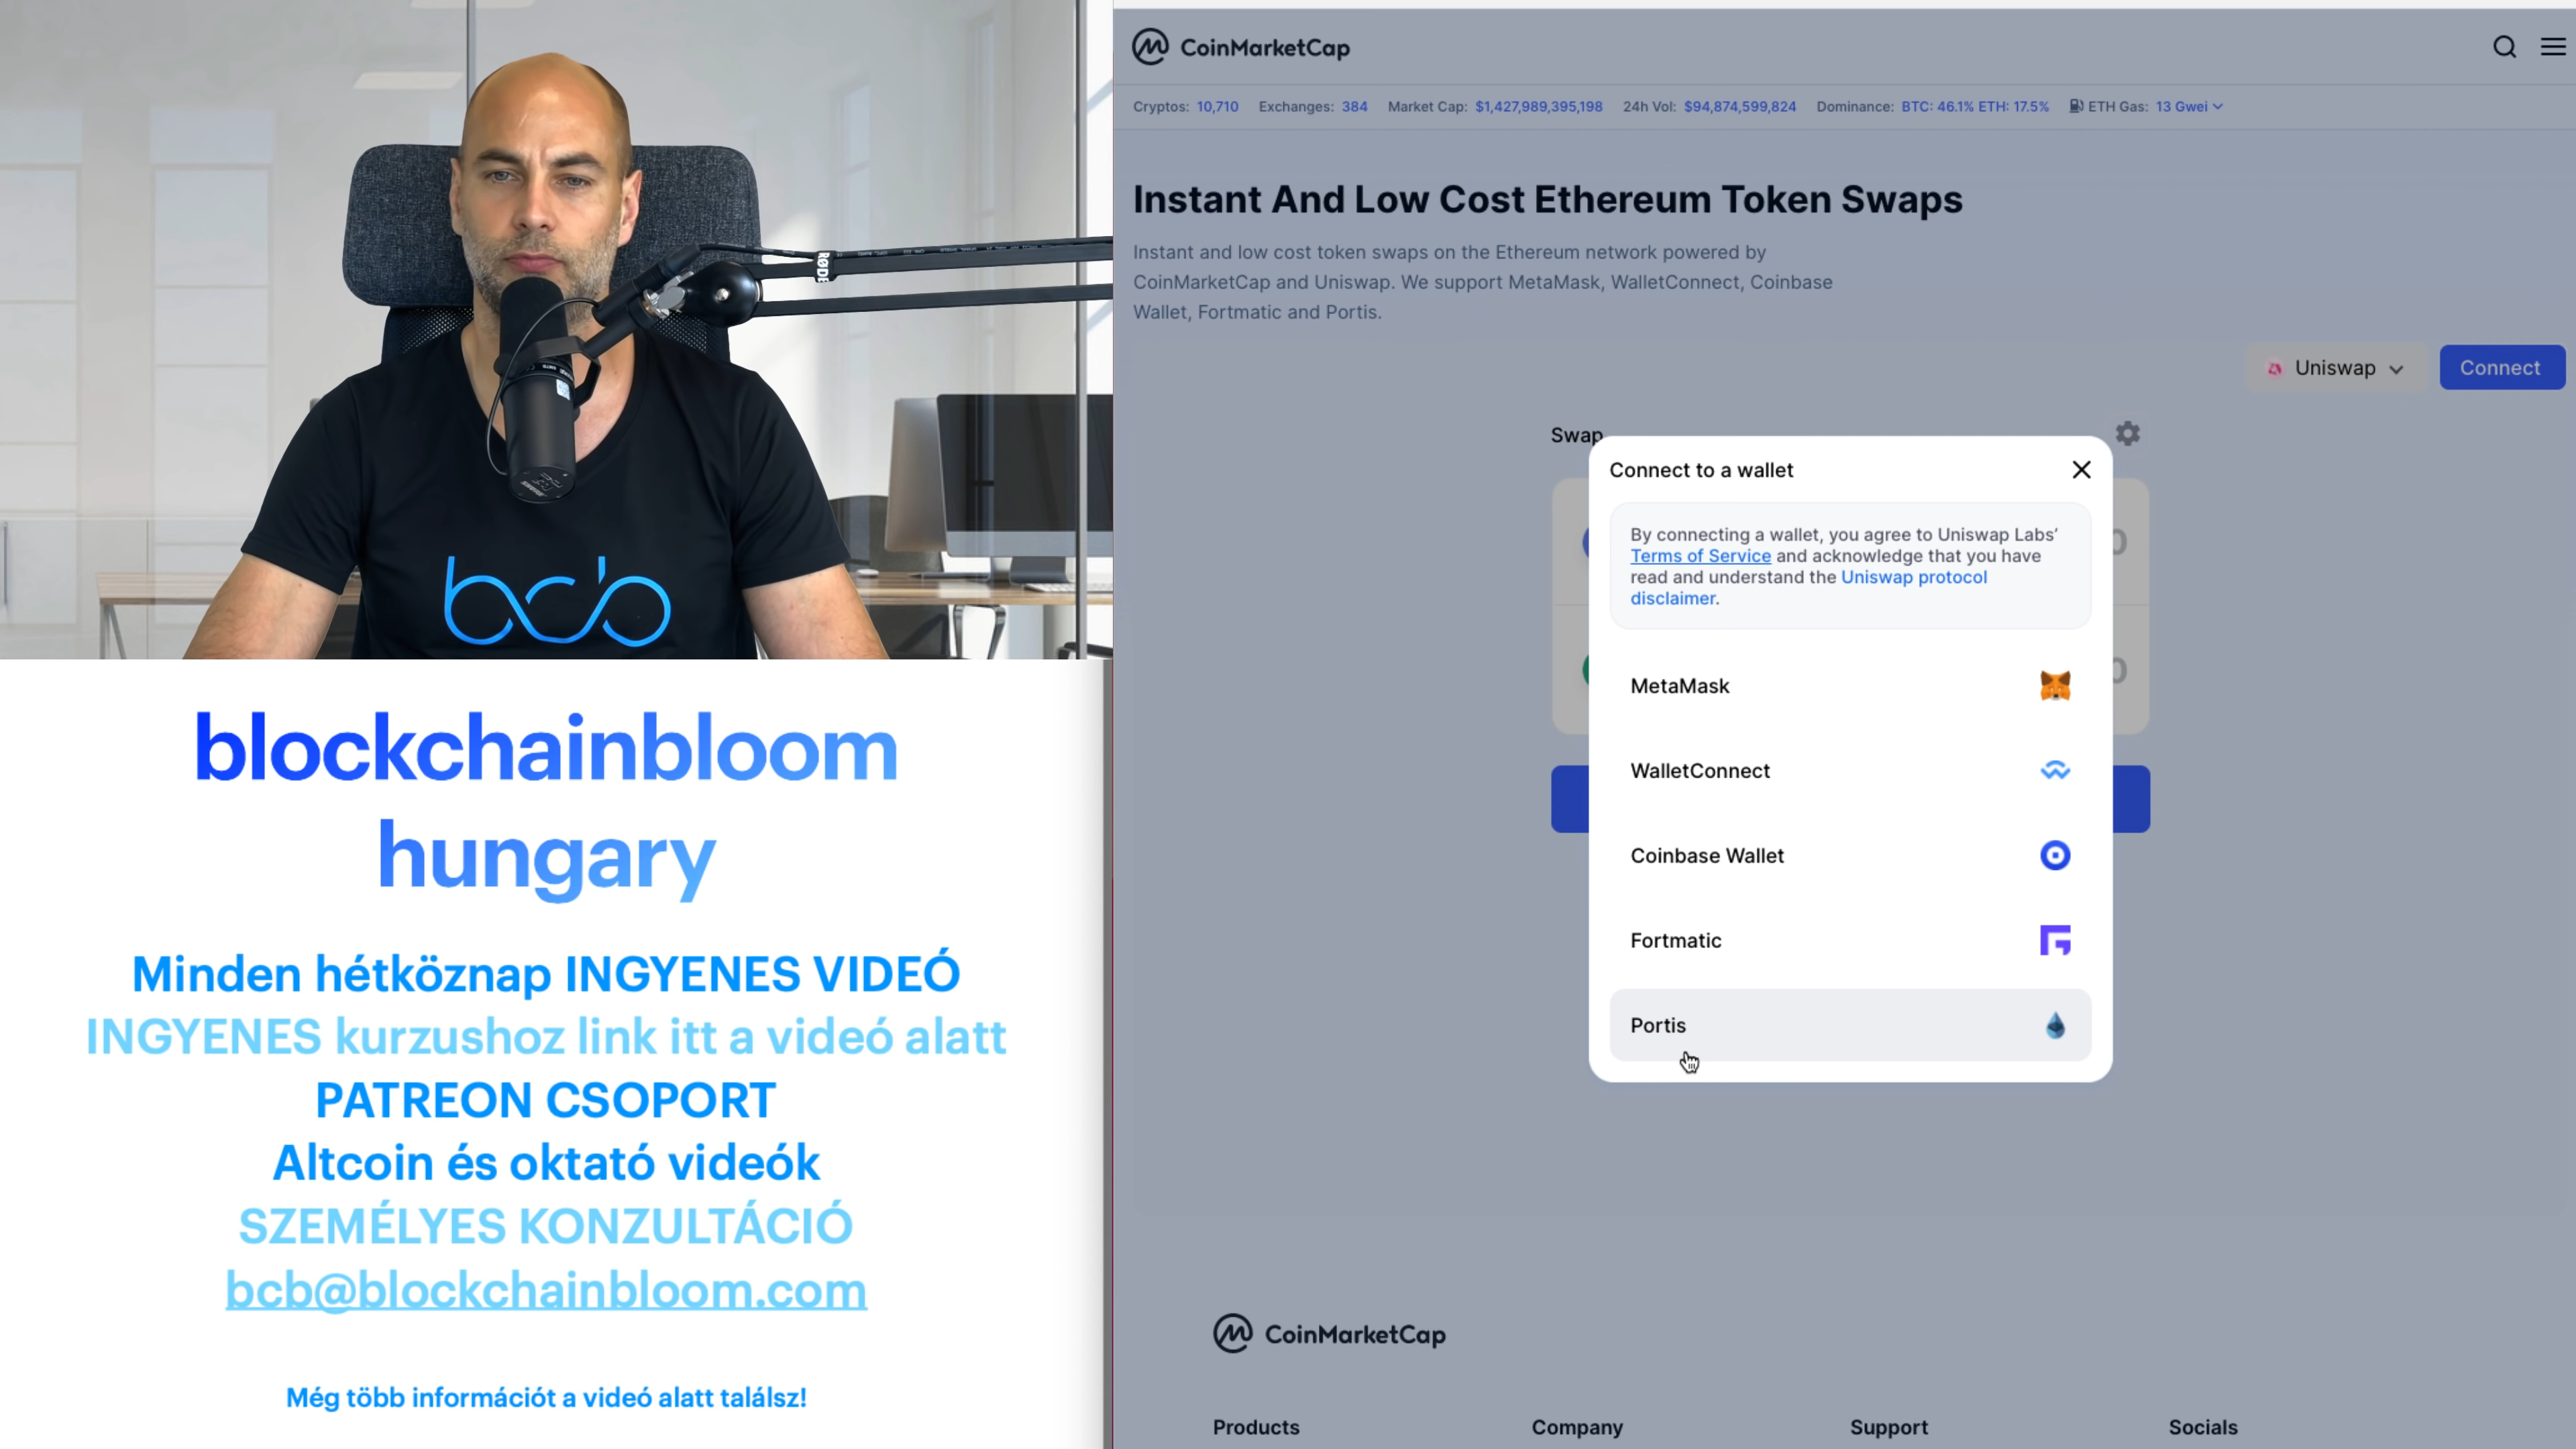 RØDE
bcb
blockchainbloom
hungary
Minden hétköznap INGYENES VIDEÓ
INGYENES kurzushoz link itt a videó alatt
PATREON CSOPORT
Altcoin és oktató videók
SZEMÉLYES KONZULTÁCIÓ
bcb@blockchainbloom.com
Még több információt a videó alatt találsz!
CoinMarketCap
Cryptos: 10,710 Exchanges: 384 Market Cap: $1,427,989,395,198 24h Vol: $94,874,599,824 Dominance: BTC: 46.1% ETH: 17.5% ETH Gas: 13 Gwei
Instant And Low Cost Ethereum Token Swaps
Instant and low cost token swaps on the Ethereum network powered by
CoinMarketCap and Uniswap. We support MetaMask, WalletConnect, Coinbase
Wallet, Fortmatic and Portis.
Uniswap Connect
Swap
Connect to a wallet
By connecting a wallet, you agree to Uniswap Labs’
Terms of Service and acknowledge that you have
read and understand the Uniswap protocol
disclaimer.
MetaMask
WalletConnect
Coinbase Wallet
Fortmatic
Portis
CoinMarketCap
Products Company Support Socials